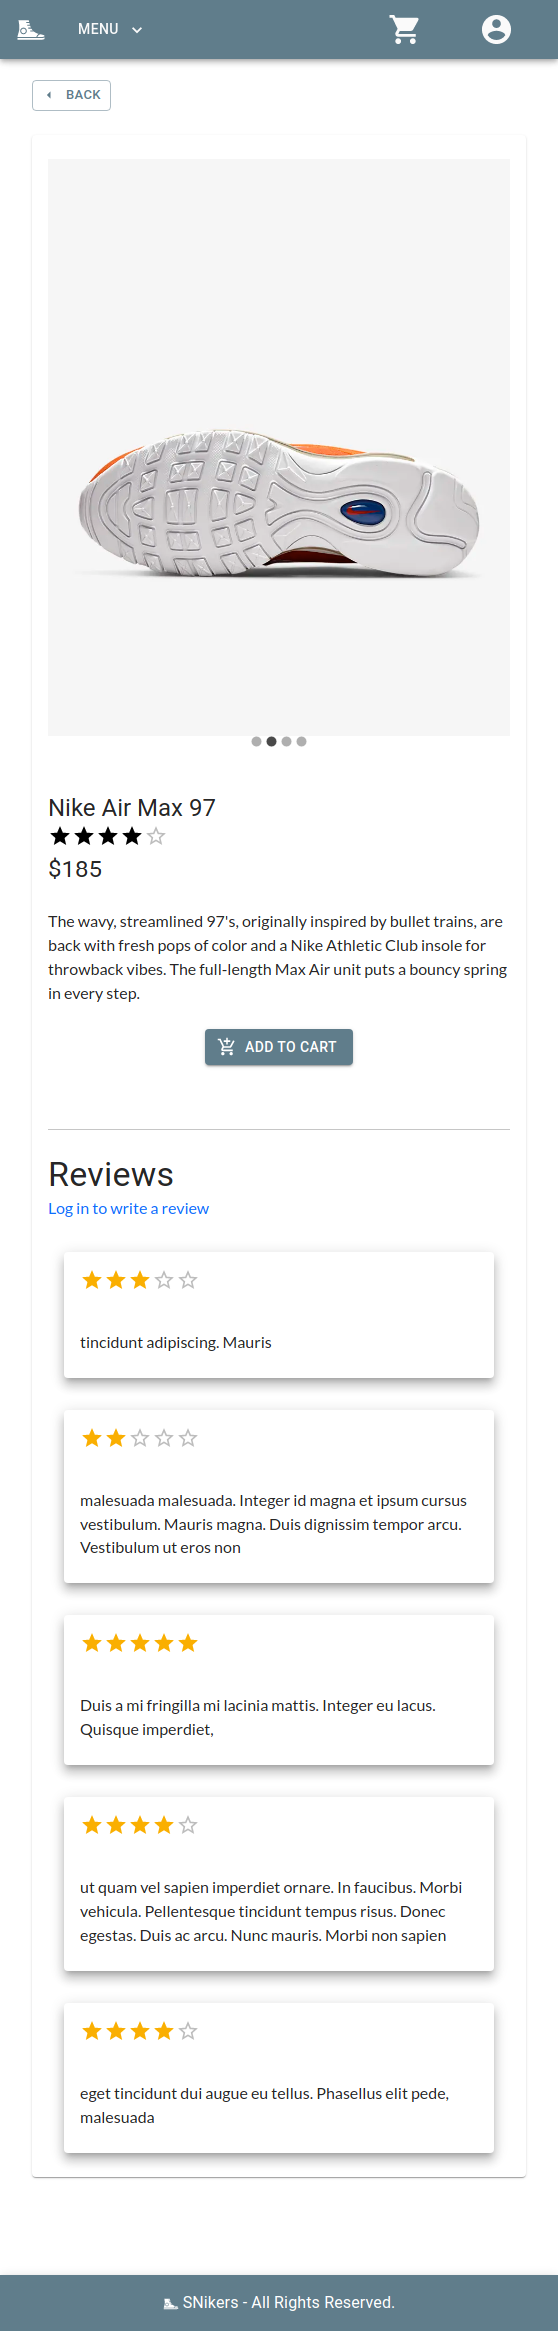 MENU
BACK
Nike Air Max 97
$185
The wavy, streamlined 97's, originally inspired by bullet trains, are
back with fresh pops of color and a Nike Athletic Club insole for
throwback vibes. The full-length Max Air unit puts a bouncy spring
in every step.
ADD TO CART
Reviews
Log in to write a review
tincidunt adipiscing. Mauris
malesuada malesuada. Integer id magna et ipsum cursus
vestibulum. Mauris magna. Duis dignissim tempor arcu.
Vestibulum ut eros non
Duis a mi fringilla mi lacinia mattis. Integer eu lacus.
Quisque imperdiet,
ut quam vel sapien imperdiet ornare. In faucibus. Morbi
vehicula. Pellentesque tincidunt tempus risus. Donec
egestas. Duis ac arcu. Nunc mauris. Morbi non sapien
eget tincidunt dui augue eu tellus. Phasellus elit pede,
malesuada
SNikers - All Rights Reserved.